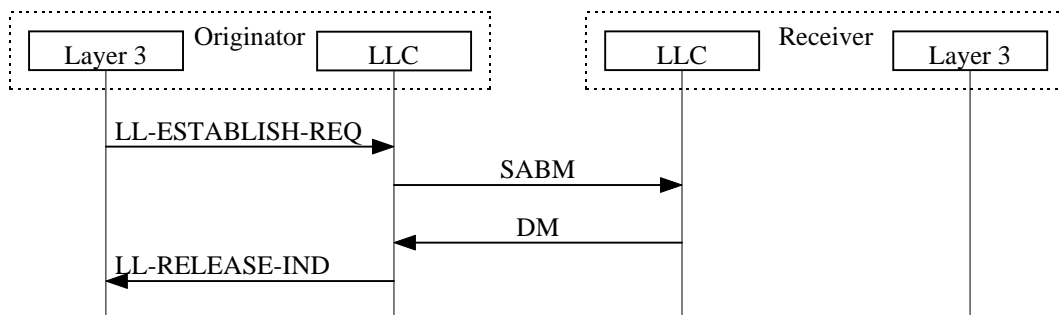 Originator
Receiver
Layer 3
LLC
LLC
Layer 3
LL-ESTABLISH-REQ
SABM
DM
LL-RELEASE-IND